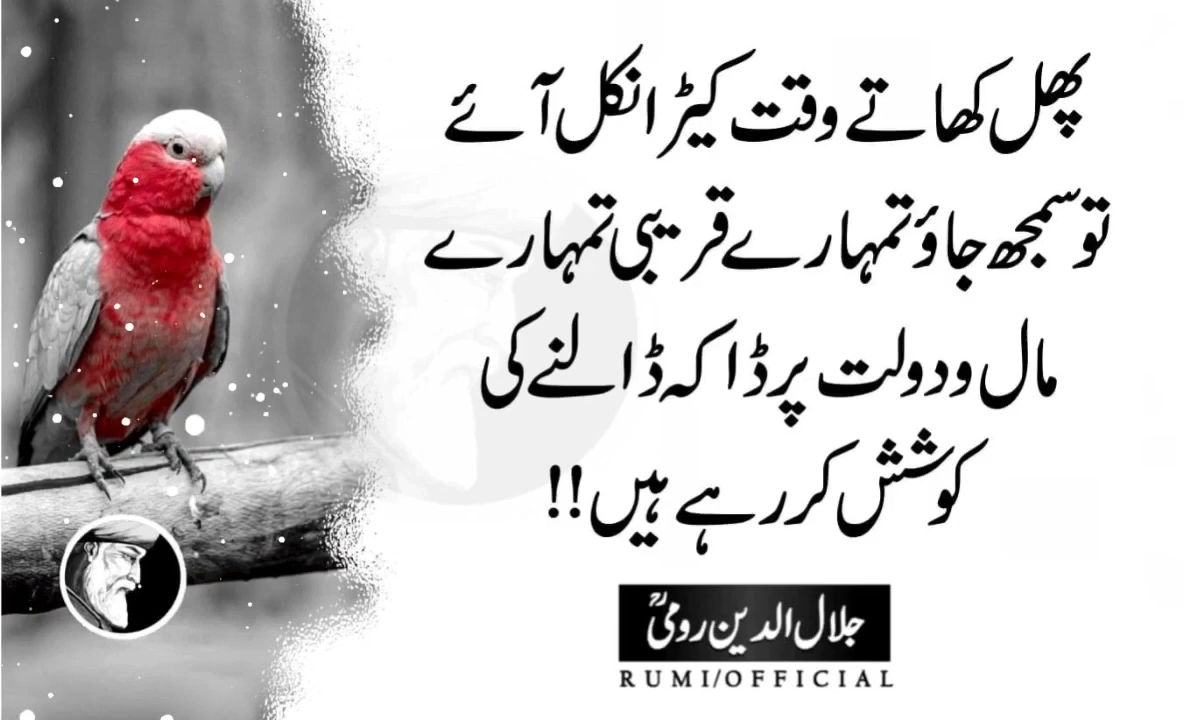 پھل کھاتے وقت کیڑا نکل آئے
تو سمجھ جاؤ تمہارے قریبی تمہارے
مال و دولت پر ڈاکہ ڈالنے کی
کوشش کر رہے ہیں!!
جلال الدین رومیؒ
RUMI/OFFICIAL